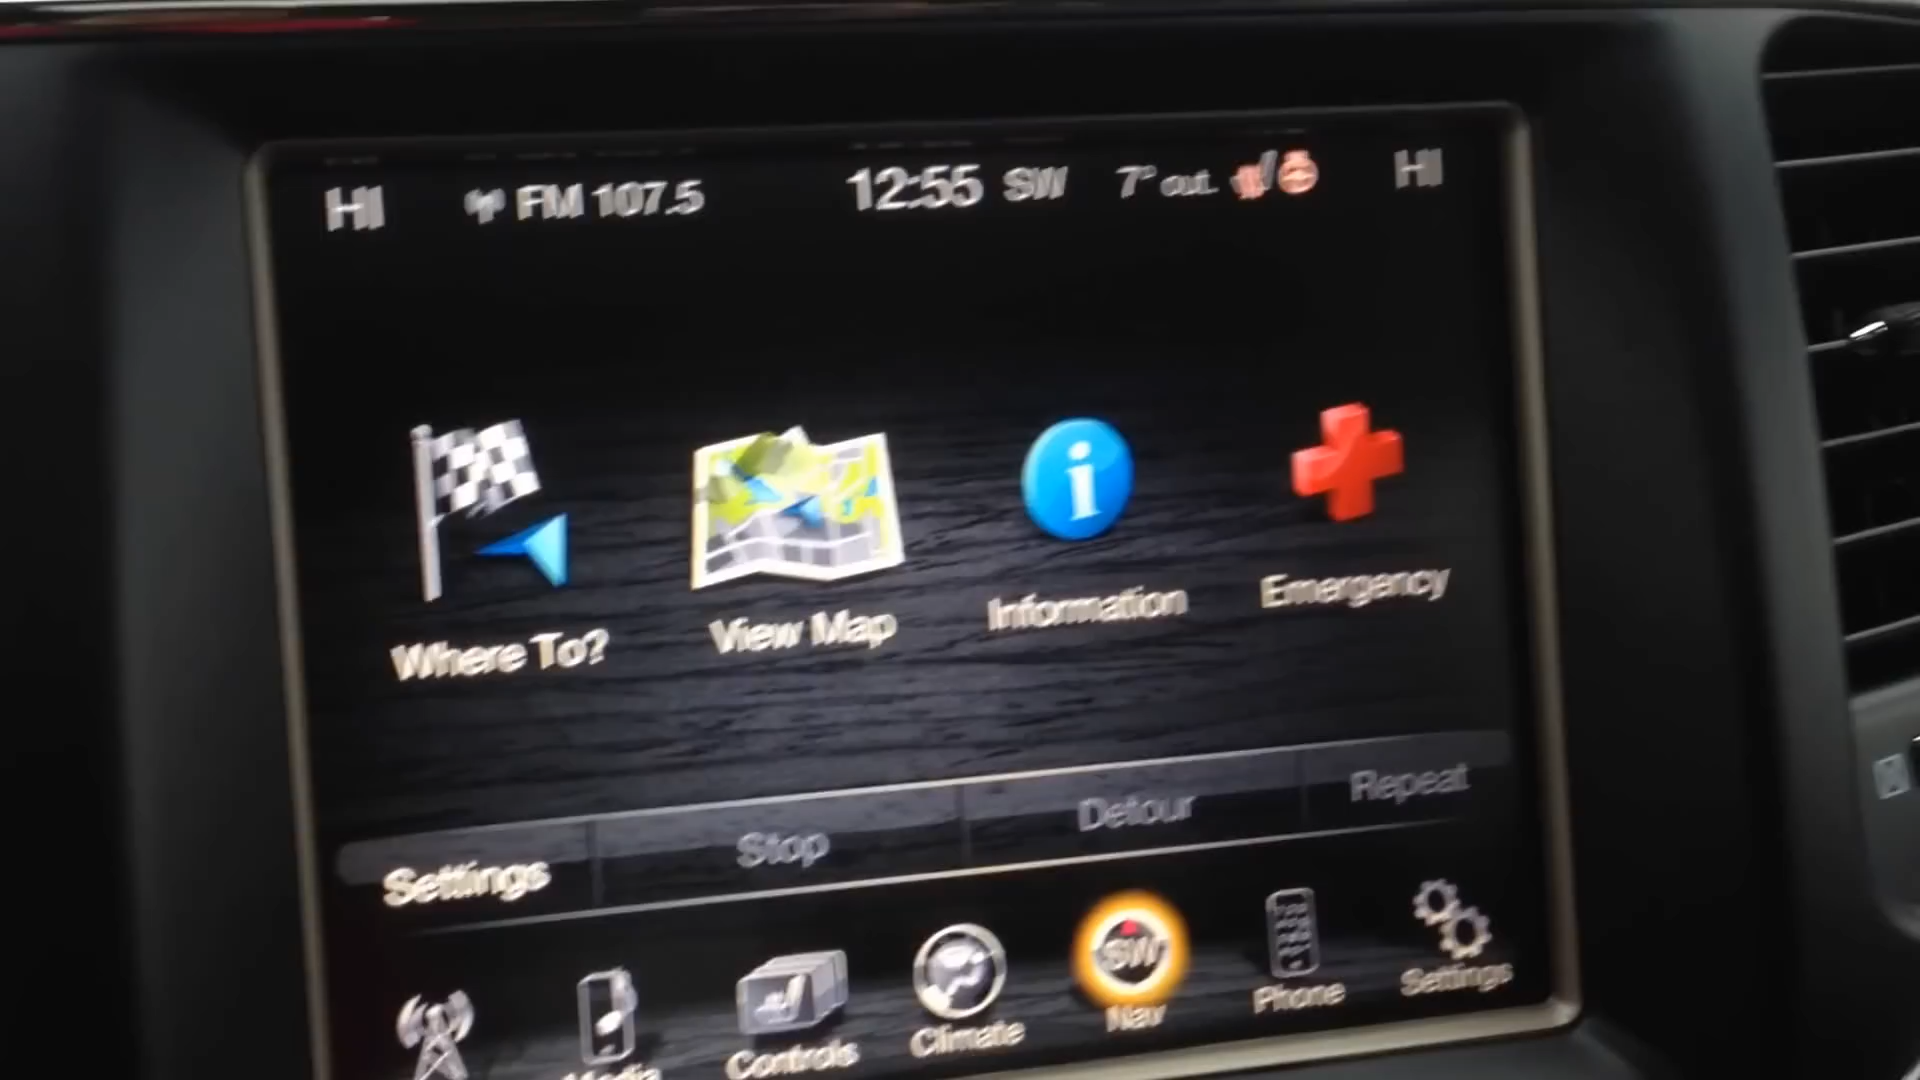 HI FM 107.5 12:55 SW 7° out. HI
Where To? View Map Information Emergency
Settings Stop Detour Repeat
SW
Media Controls Climate Nav Phone Settings